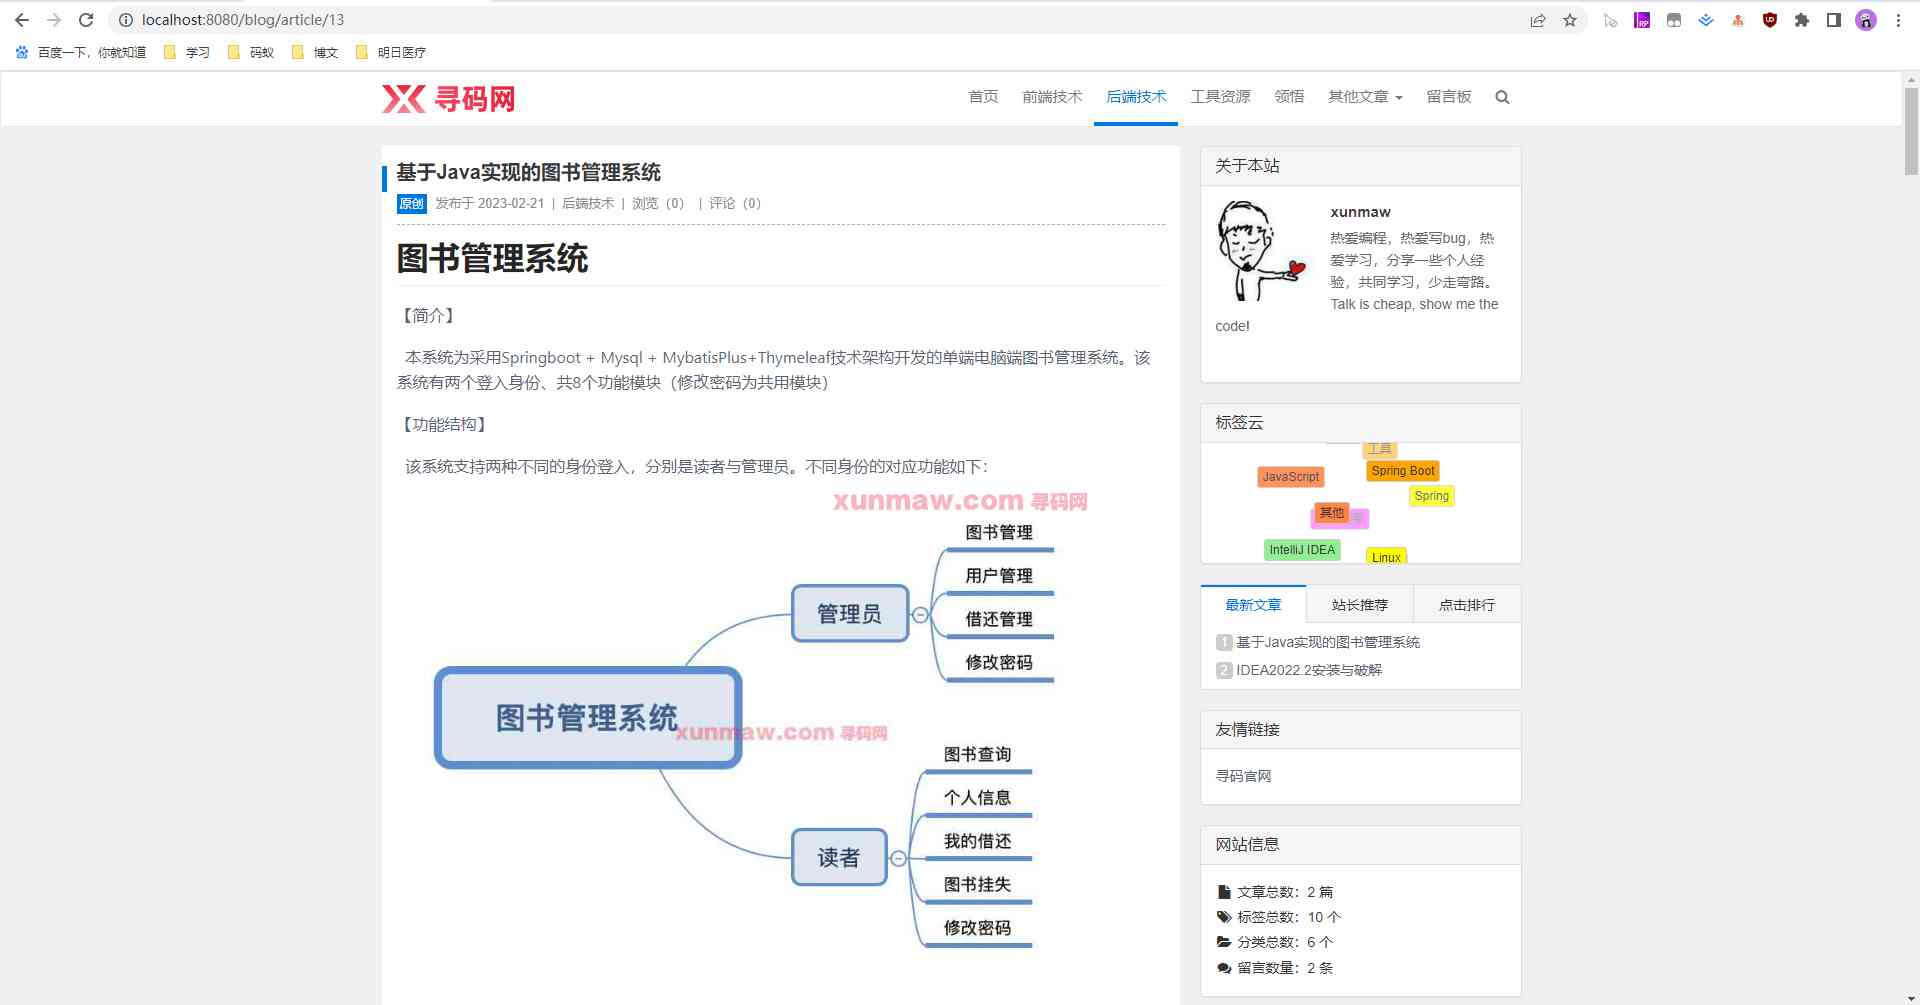 localhost:8080/blog/article/13
百度一下，你就知道 学习 码蚁 博文 明日医疗
寻码网
首页 前端技术 后端技术 工具资源 领悟 其他文章 留言板
基于Java实现的图书管理系统
原创 发布于 2023-02-21 | 后端技术 | 浏览（0） | 评论（0）
图书管理系统
【简介】
本系统为采用Springboot + Mysql + MybatisPlus+Thymeleaf技术架构开发的单端电脑端图书管理系统。该
系统有两个登入身份、共8个功能模块（修改密码为共用模块）
【功能结构】
该系统支持两种不同的身份登入，分别是读者与管理员。不同身份的对应功能如下：
xunmaw.com 寻码网
图书管理
用户管理
管理员
借还管理
修改密码
图书管理系统
xunmaw.com 寻码网
图书查询
个人信息
我的借还
读者
图书挂失
修改密码
关于本站
xunmaw
热爱编程，热爱写bug，热
爱学习，分享一些个人经
验，共同学习，少走弯路。
Talk is cheap, show me the
code!
标签云
工具
Spring Boot
JavaScript
Spring
其他
IntelliJ IDEA
Linux
最新文章 站长推荐 点击排行
1 基于Java实现的图书管理系统
2 IDEA2022.2安装与破解
友情链接
寻码官网
网站信息
文章总数：2 篇
标签总数：10 个
分类总数：6 个
留言数量：2 条